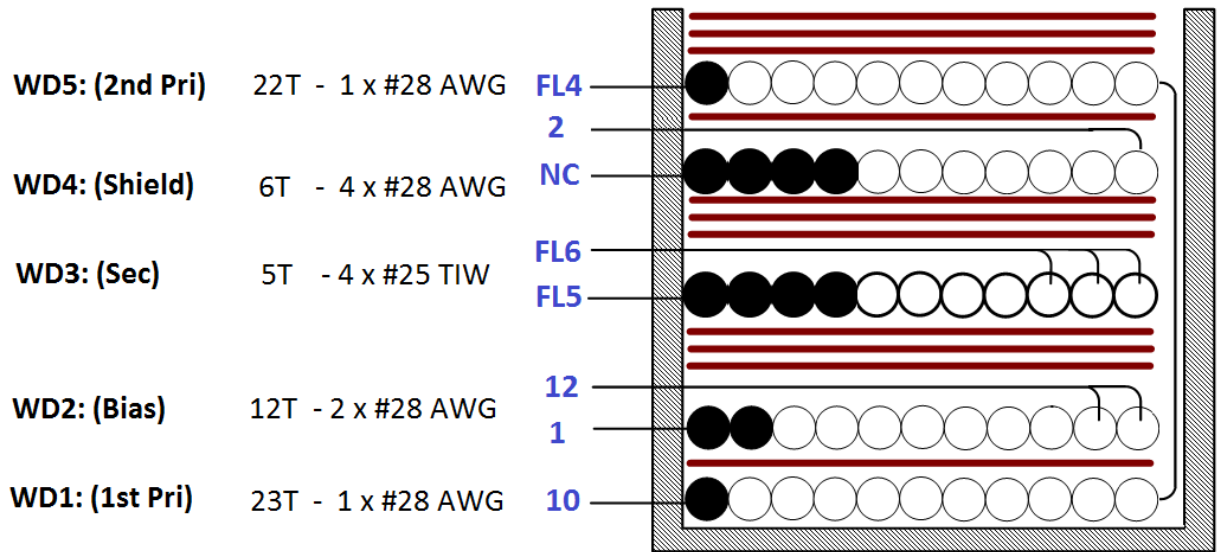 WD5: (2nd Pri) 22T - 1 x #28 AWG FL4
2
WD4: (Shield) 6T - 4 x #28 AWG NC
FL6
WD3: (Sec) 5T - 4 x #25 TIW FL5
12
WD2: (Bias) 12T - 2 x #28 AWG 1
WD1: (1st Pri) 23T - 1 x #28 AWG 10